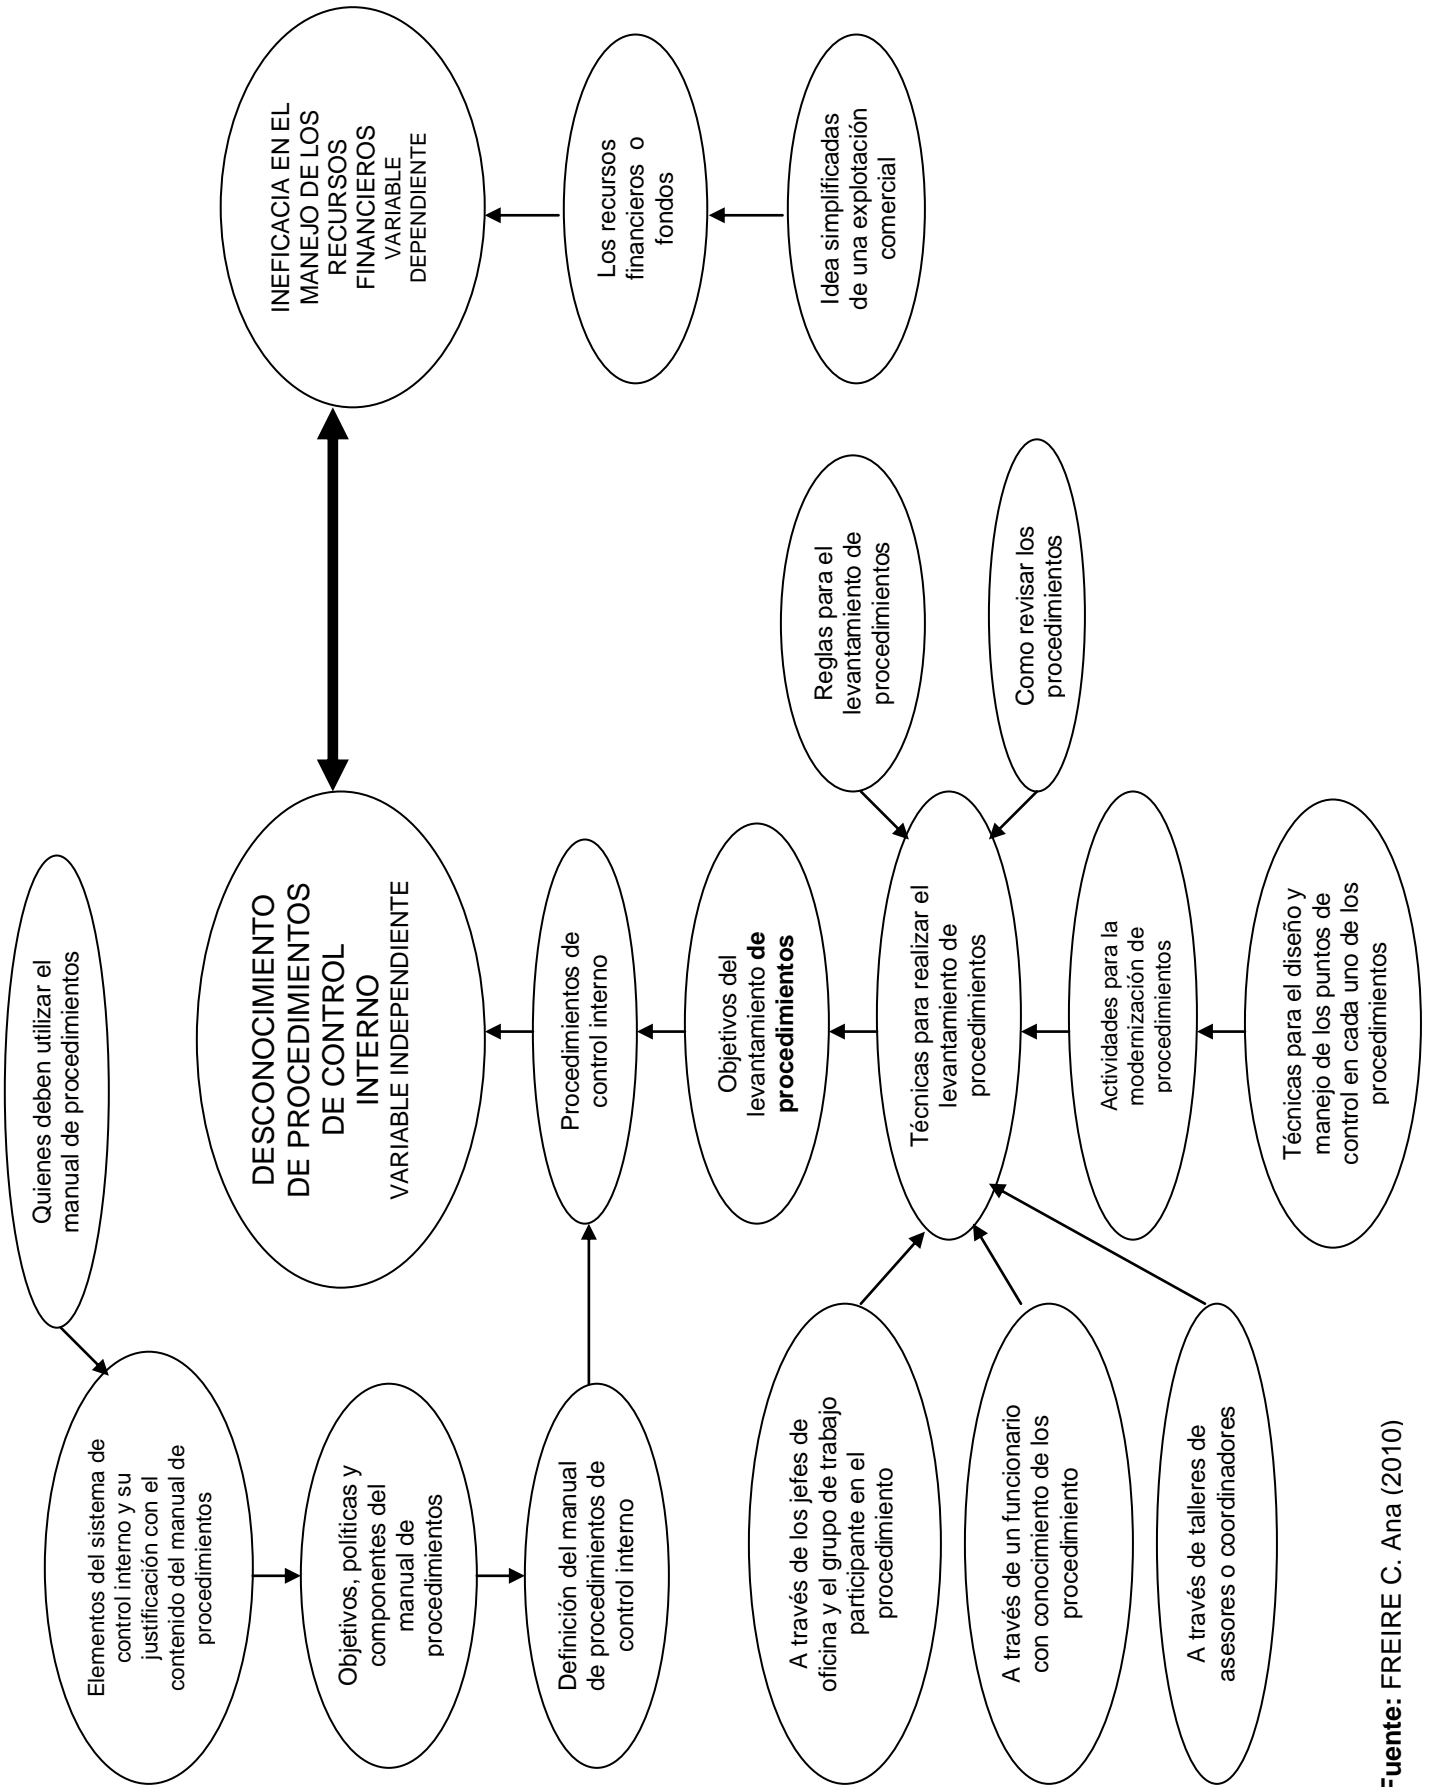 Quienes deben utilizar el
manual de procedimientos
Elementos del sistema de
control interno y su
justificación con el
contenido del manual de
procedimientos
DESCONOCIMIENTO
DE PROCEDIMIENTOS
DE CONTROL
INTERNO
VARIABLE INDEPENDIENTE
INEFICACIA EN EL
MANEJO DE LOS
RECURSOS
FINANCIEROS
VARIABLE
DEPENDIENTE
Objetivos, políticas y
componentes del
manual de
procedimientos
Definición del manual
de procedimientos de
control interno
Procedimientos de
control interno
Los recursos
financieros o
fondos
Objetivos del
levantamiento de
procedimientos
Idea simplificadas
de una explotación
comercial
A través de los jefes de
oficina y el grupo de trabajo
participante en el
procedimiento
Técnicas para realizar el
levantamiento de
procedimientos
Reglas para el
levantamiento de
procedimientos
A través de un funcionario
con conocimiento de los
procedimiento
Como revisar los
procedimientos
Actividades para la
modernización de
procedimientos
A través de talleres de
asesores o coordinadores
Técnicas para el diseño y
manejo de los puntos de
control en cada uno de los
procedimientos
Fuente: FREIRE C. Ana (2010)